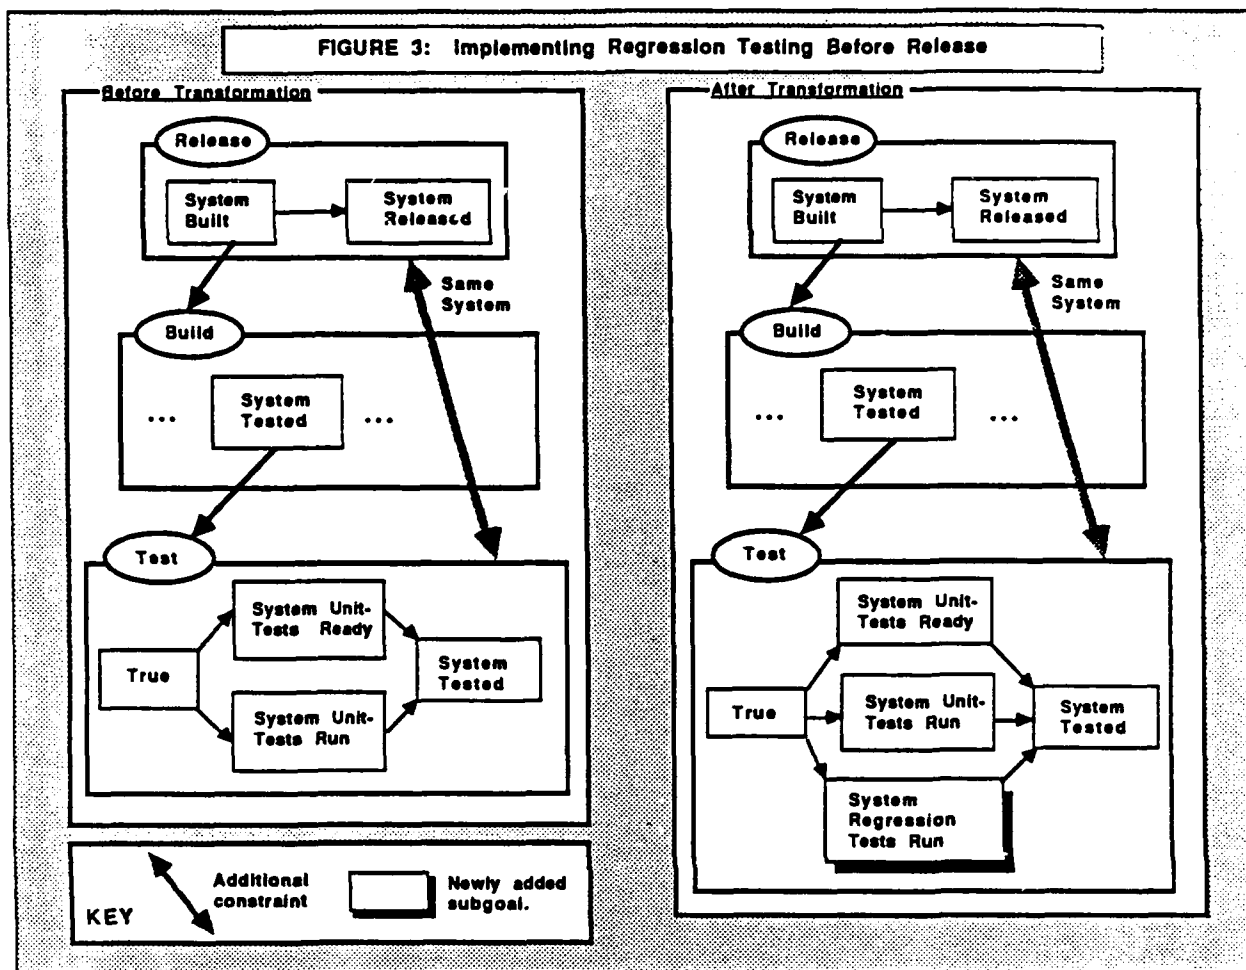 FIGURE 3: Implementing Regression Testing Before Release
Before Transformation
Release
System
Built
System
Released
Same
System
Build
...
System
Tested
...
Test
True
System Unit-
Tests Ready
System Unit-
Tests Run
System
Tested
After Transformation
Release
System
Built
System
Released
Same
System
Build
...
System
Tested
...
Test
True
System Unit-
Tests Ready
System Unit-
Tests Run
System
Regression
Tests Run
System
Tested
KEY
Additional
constraint
Newly added
subgoal.